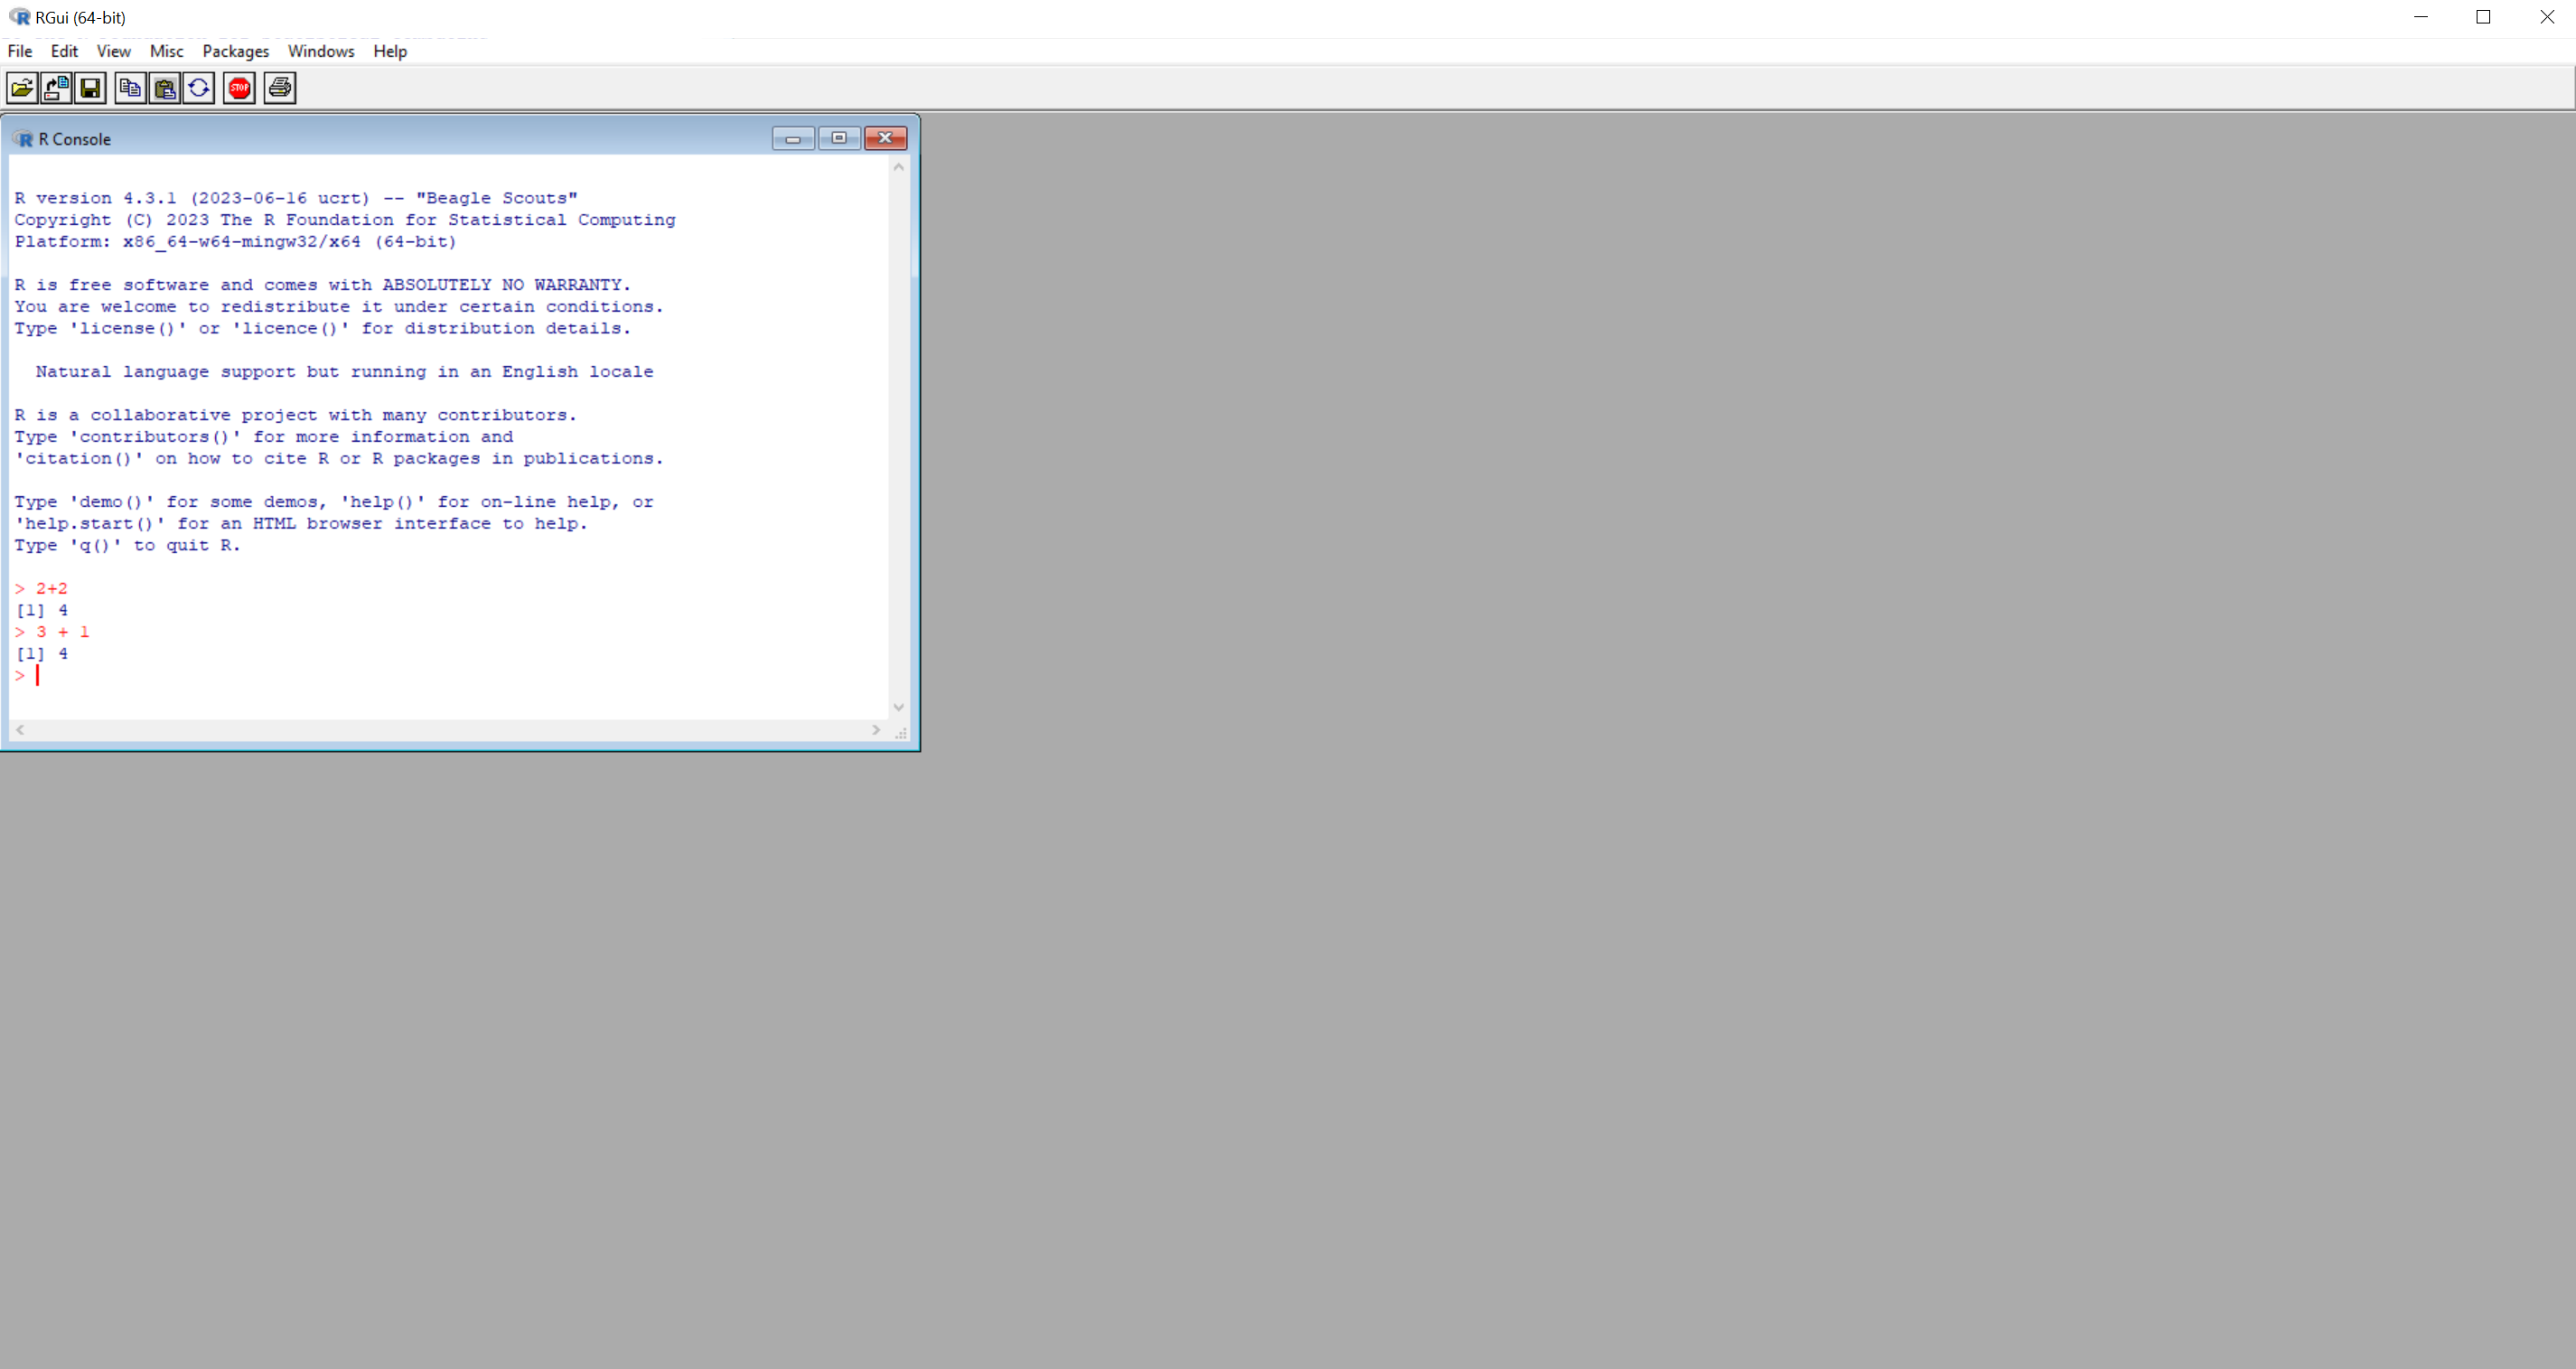 RGui (64-bit)
File Edit View Misc Packages Windows Help
STOP
R Console
R version 4.3.1 (2023-06-16 ucrt) -- "Beagle Scouts"
Copyright (C) 2023 The R Foundation for Statistical Computing
Platform: x86_64-w64-mingw32/x64 (64-bit)
R is free software and comes with ABSOLUTELY NO WARRANTY.
You are welcome to redistribute it under certain conditions.
Type 'license()' or 'licence()' for distribution details.
Natural language support but running in an English locale
R is a collaborative project with many contributors.
Type 'contributors()' for more information and
'citation()' on how to cite R or R packages in publications.
Type 'demo()' for some demos, 'help()' for on-line help, or
'help.start()' for an HTML browser interface to help.
Type 'q()' to quit R.
> 2+2
[1] 4
> 3 + 1
[1] 4
>